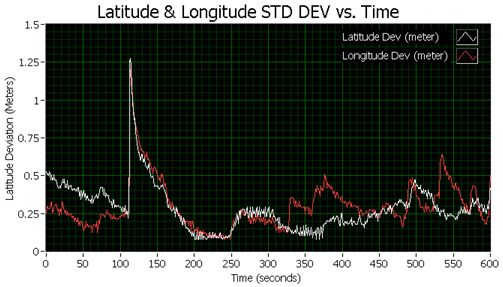 Latitude & Longitude STD DEV vs. Time
Latitude Dev (meter)
Longitude Dev (meter)
Latitude Deviation (Meters)
1.5
1.25
1
0.75
0.5
0.25
0
0 50 100 150 200 250 300 350 400 450 500 550 600
Time (seconds)